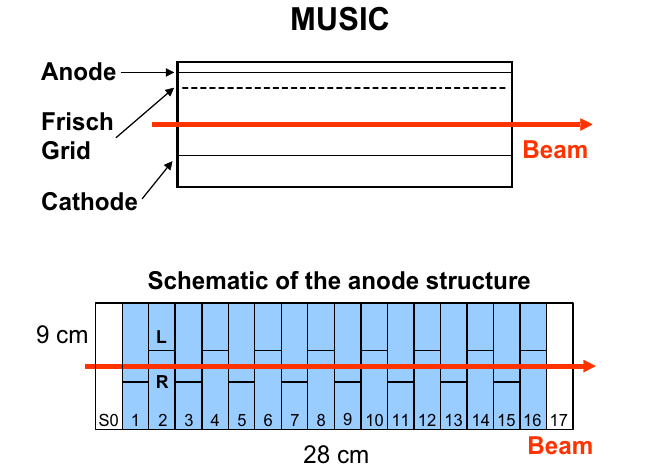 MUSIC
Anode
Frisch
Grid
Beam
Cathode
Schematic of the anode structure
9 cm
L
R
S0 1 2 3 4 5 6 7 8 9 10 11 12 13 14 15 16 17
28 cm
Beam